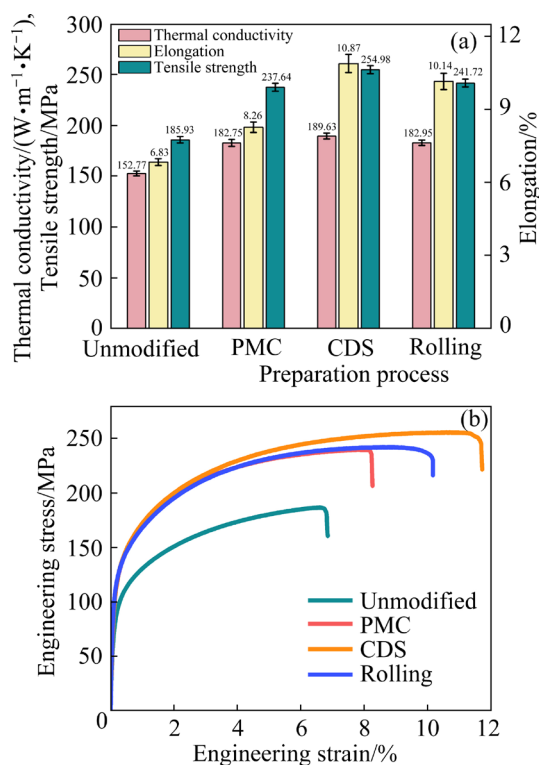 (a)
Thermal conductivity
Elongation
Tensile strength
Thermal conductivity/(W•m⁻¹•K⁻¹),
Tensile strength/MPa
300
250
200
150
100
50
0
12
9
6
3
0
Elongation/%
152.77
6.83
185.93
182.75
8.26
237.64
189.63
10.87
254.98
182.95
10.14
241.72
Unmodified
PMC
CDS
Rolling
Preparation process
(b)
Engineering stress/MPa
250
200
150
100
50
0
2
4
6
8
10
12
Unmodified
PMC
CDS
Rolling
Engineering strain/%